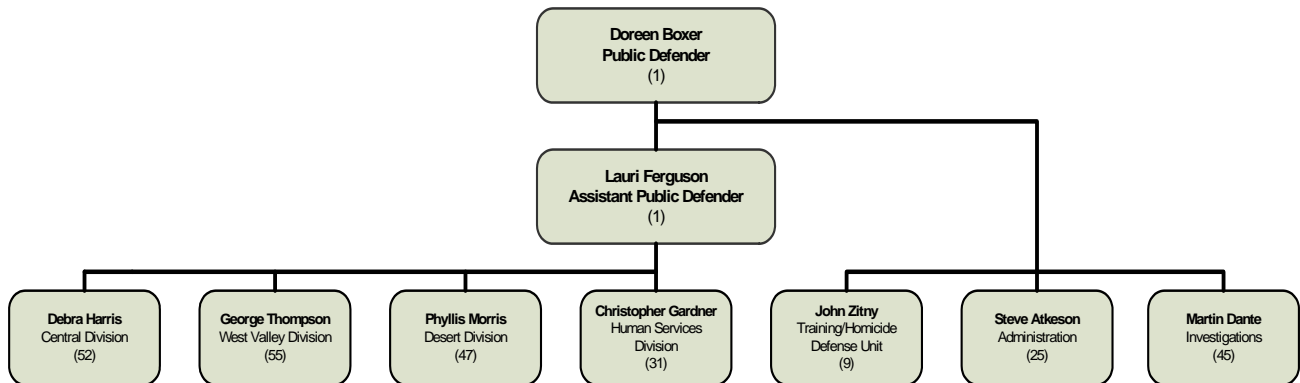 Doreen Boxer
Public Defender
(1)
Lauri Ferguson
Assistant Public Defender
(1)
Debra Harris
Central Division
(52)
George Thompson
West Valley Division
(55)
Phyllis Morris
Desert Division
(47)
Christopher Gardner
Human Services
Division
(31)
John Zitny
Training/Homicide
Defense Unit
(9)
Steve Atkeson
Administration
(25)
Martin Dante
Investigations
(45)